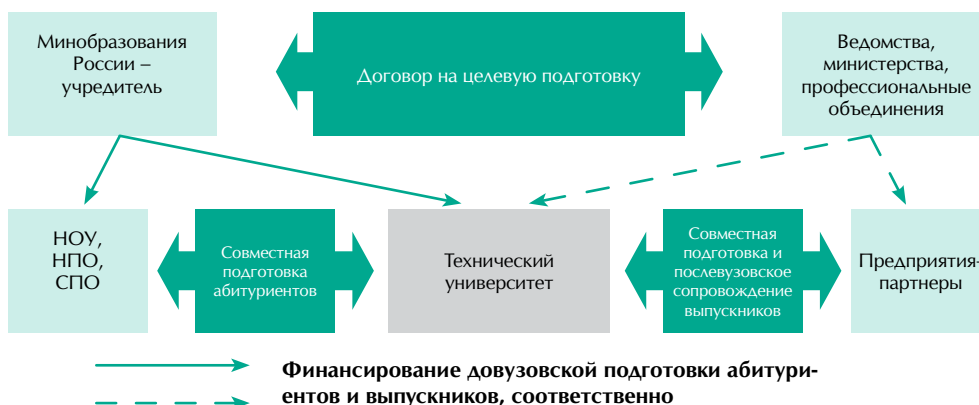 Минобразования
России –
учредитель
Договор на целевую подготовку
Ведомства,
министерства,
профессиональные
объединения
НОУ,
НПО,
СПО
Совместная
подготовка
абитуриентов
Технический
университет
Совместная
подготовка и
послевузовское
сопровождение
выпускников
Предприятия-
партнеры
Финансирование довузовской подготовки абитури-
ентов и выпускников, соответственно